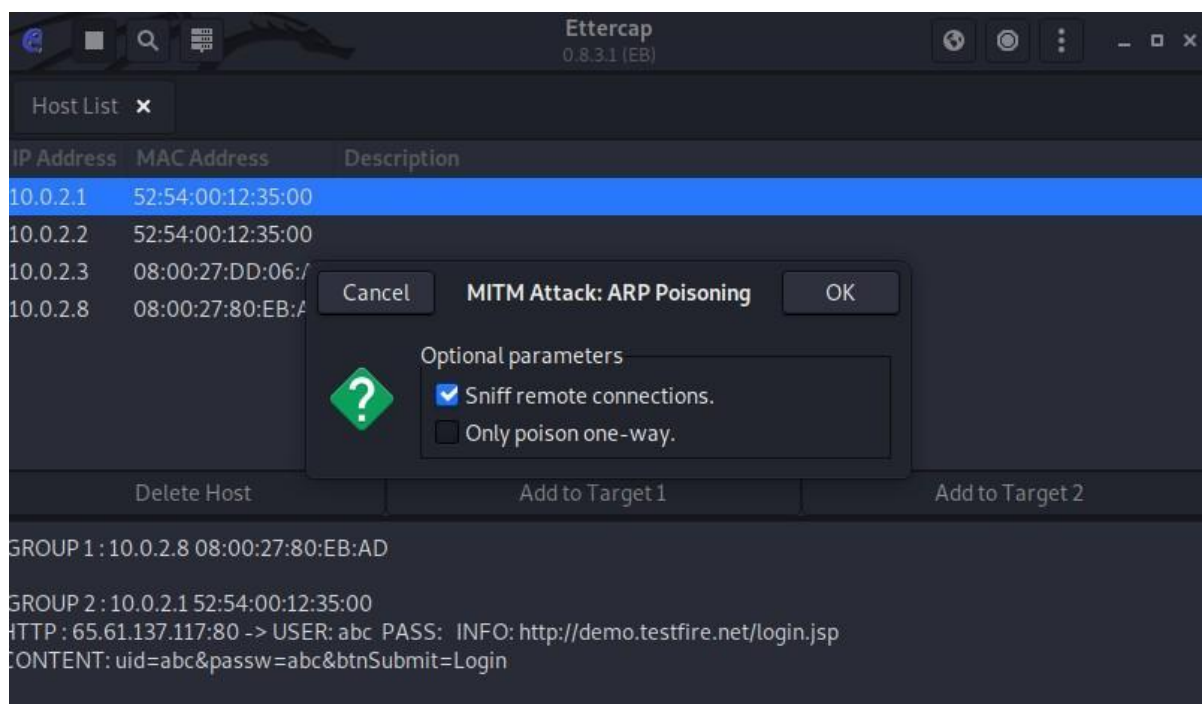 Ettercap
0.8.3.1 (EB)
Host List
IP Address MAC Address Description
10.0.2.1 52:54:00:12:35:00
10.0.2.2 52:54:00:12:35:00
10.0.2.3 08:00:27:DD:06:
10.0.2.8 08:00:27:80:EB:A
Cancel MITM Attack: ARP Poisoning OK
Optional parameters
Sniff remote connections.
Only poison one-way.
Delete Host Add to Target 1 Add to Target 2
GROUP 1 : 10.0.2.8 08:00:27:80:EB:AD
GROUP 2 : 10.0.2.1 52:54:00:12:35:00
HTTP : 65.61.137.117:80 -> USER: abc PASS: INFO: http://demo.testfire.net/login.jsp
CONTENT: uid=abc&passw=abc&btnSubmit=Login